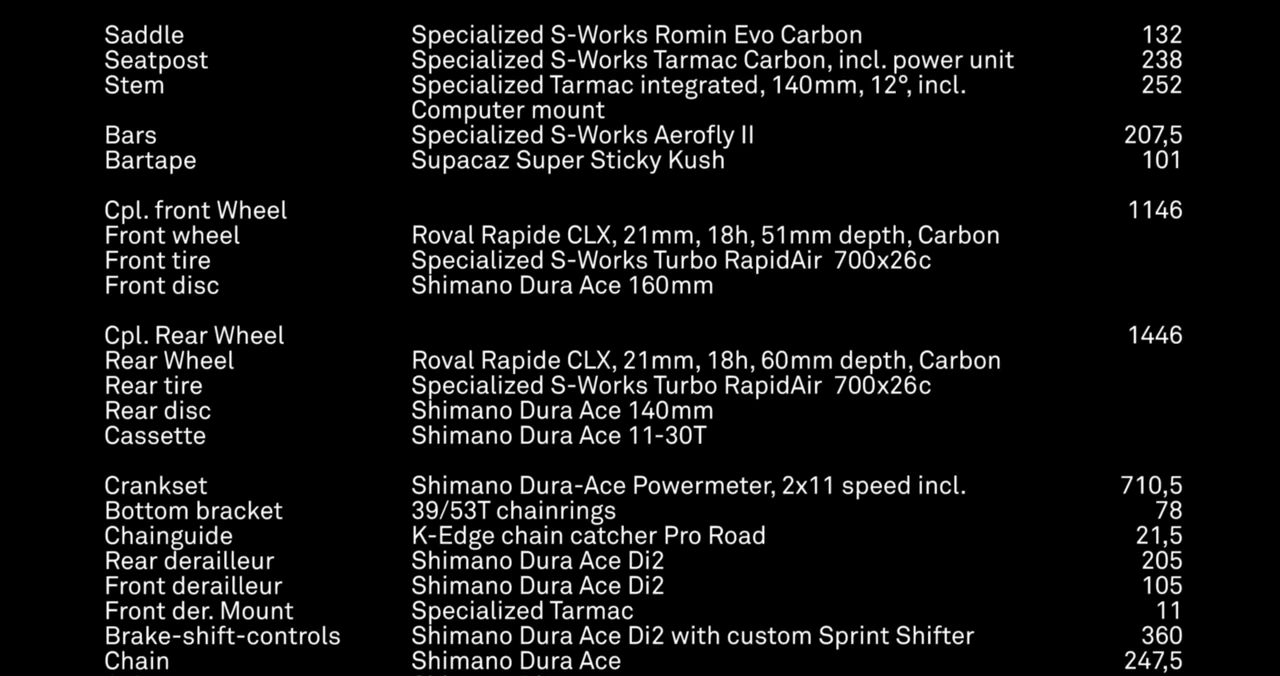 Saddle Specialized S-Works Romin Evo Carbon 132
Seatpost Specialized S-Works Tarmac Carbon, incl. power unit 238
Stem Specialized Tarmac integrated, 140mm, 12°, incl. 252
Computer mount
Bars Specialized S-Works Aerofly II 207,5
Bartape Supacaz Super Sticky Kush 101
Cpl. front Wheel 1146
Front wheel Roval Rapide CLX, 21mm, 18h, 51mm depth, Carbon
Front tire Specialized S-Works Turbo RapidAir 700x26c
Front disc Shimano Dura Ace 160mm
Cpl. Rear Wheel 1446
Rear Wheel Roval Rapide CLX, 21mm, 18h, 60mm depth, Carbon
Rear tire Specialized S-Works Turbo RapidAir 700x26c
Rear disc Shimano Dura Ace 140mm
Cassette Shimano Dura Ace 11-30T
Crankset Shimano Dura-Ace Powermeter, 2x11 speed incl. 710,5
Bottom bracket 39/53T chainrings 78
Chainguide K-Edge chain catcher Pro Road 21,5
Rear derailleur Shimano Dura Ace Di2 205
Front derailleur Shimano Dura Ace Di2 105
Front der. Mount Specialized Tarmac 11
Brake-shift-controls Shimano Dura Ace Di2 with custom Sprint Shifter 360
Chain Shimano Dura Ace 247,5